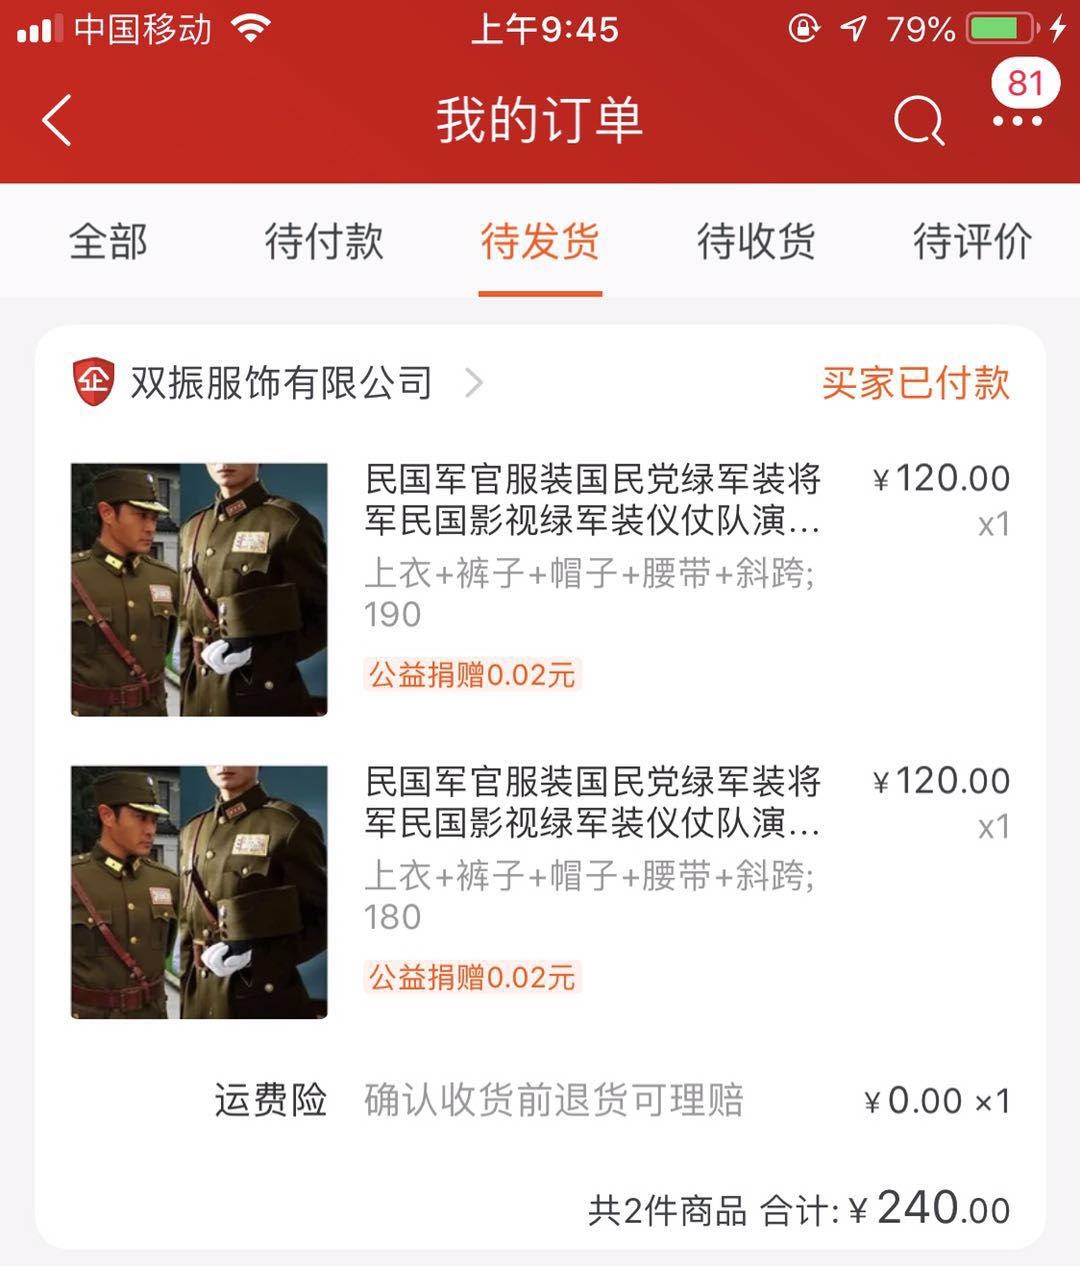 中国移动
上午9:45
79%
81
我的订单
全部
待付款
待发货
待收货
待评价
企
双振服饰有限公司
买家已付款
民国军官服装国民党绿军装将
¥120.00
军民国影视绿军装仪仗队演...
x1
上衣+裤子+帽子+腰带+斜跨;
190
公益捐赠0.02元
民国军官服装国民党绿军装将
¥120.00
军民国影视绿军装仪仗队演...
x1
上衣+裤子+帽子+腰带+斜跨;
180
公益捐赠0.02元
运费险
确认收货前退货可理赔
¥0.00 ×1
共2件商品 合计:¥240.00